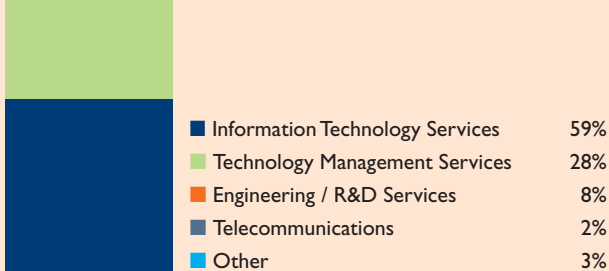 Information Technology Services 59%
Technology Management Services 28%
Engineering / R&D Services 8%
Telecommunications 2%
Other 3%